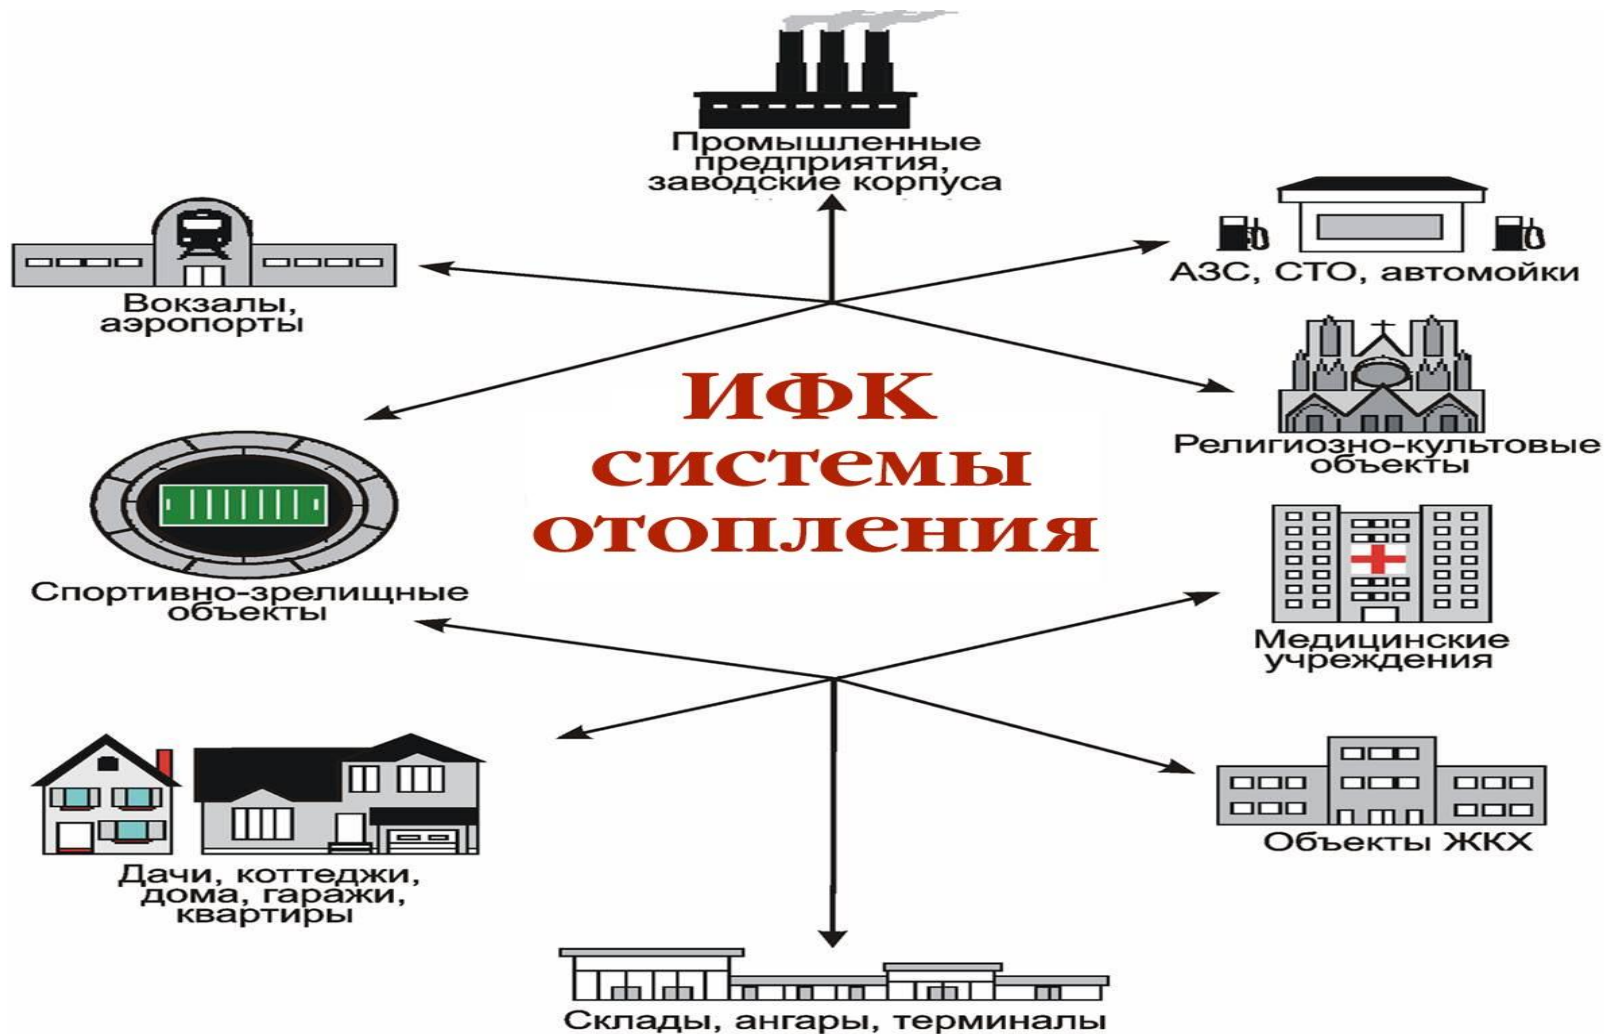 Промышленные
предприятия,
заводские корпуса
Вокзалы,
аэропорты
АЗС, СТО, автомойки
ИФК
системы
отопления
Религиозно-культовые
объекты
Спортивно-зрелищные
объекты
Медицинские
учреждения
Объекты ЖКХ
Дачи, коттеджи,
дома, гаражи,
квартиры
Склады, ангары, терминалы